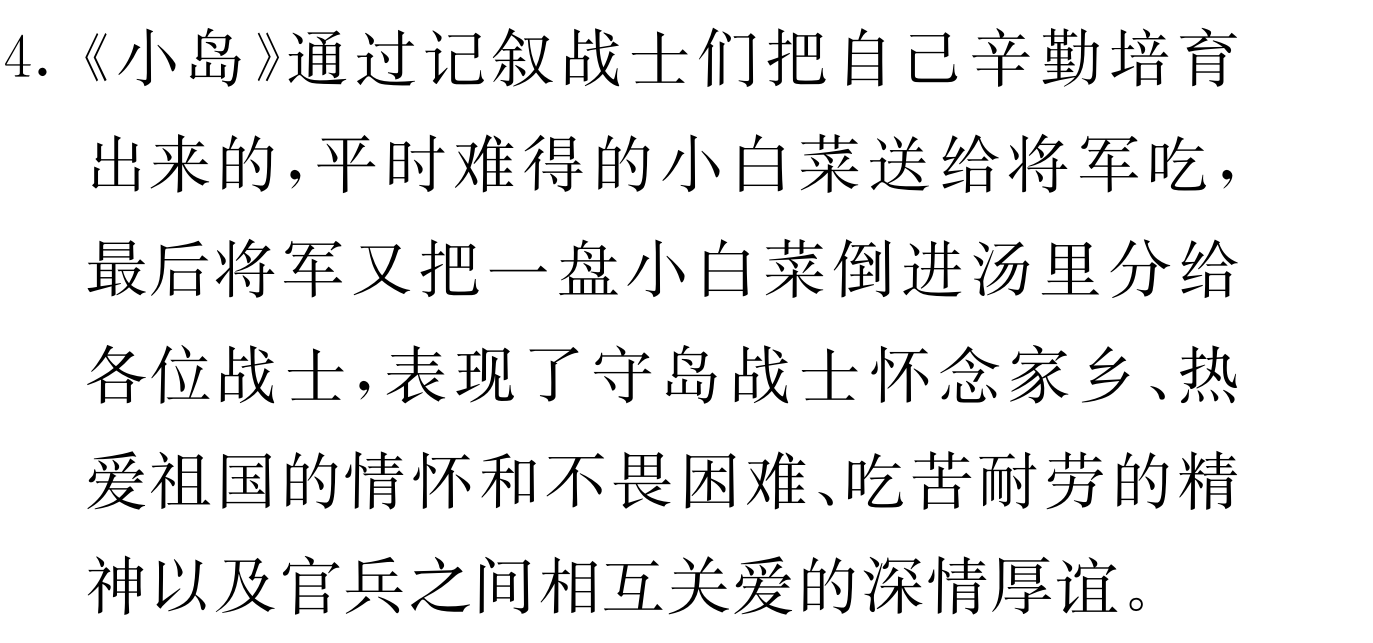 4.《小岛》通过记叙战士们把自己辛勤培育
出来的,平时难得的小白菜送给将军吃,
最后将军又把一盘小白菜倒进汤里分给
各位战士,表现了守岛战士怀念家乡、热
爱祖国的情怀和不畏困难、吃苦耐劳的精
神以及官兵之间相互关爱的深情厚谊。